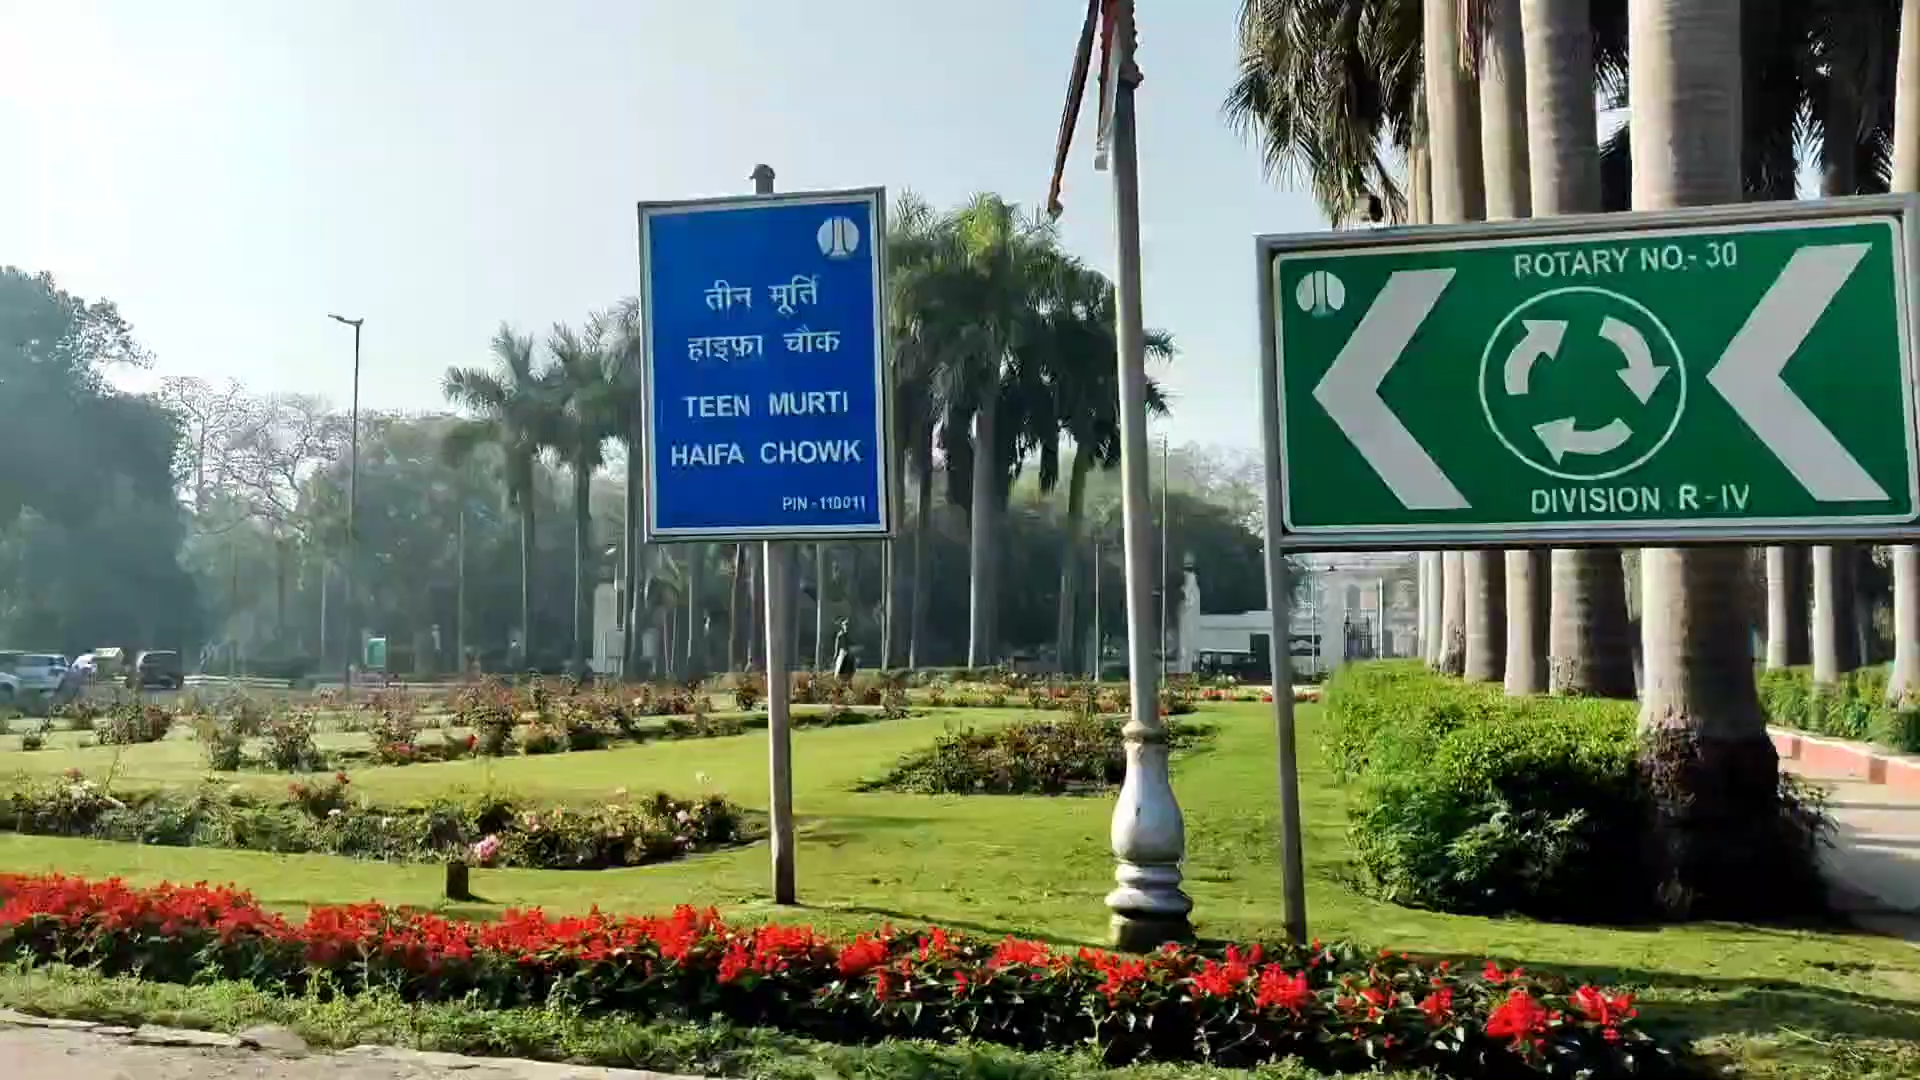 तीन मूर्ति
हाइफ़ा चौक
TEEN MURTI
HAIFA CHOWK
PIN - 110011
ROTARY NO.- 30
DIVISION R - IV